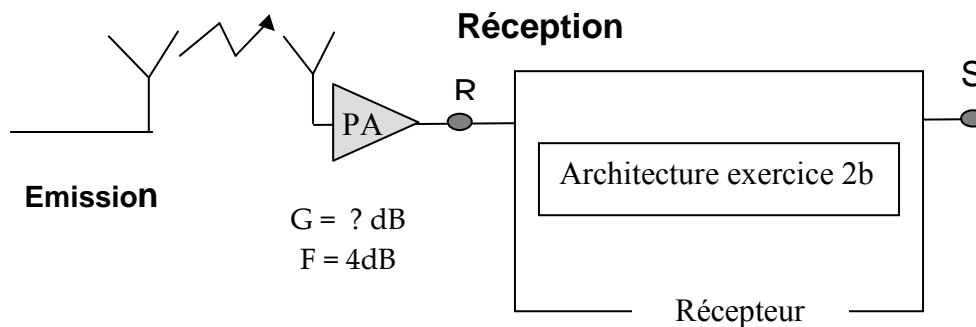 Réception
R
S
PA
Architecture exercice 2b
Emission
G = ? dB
F = 4dB
Récepteur